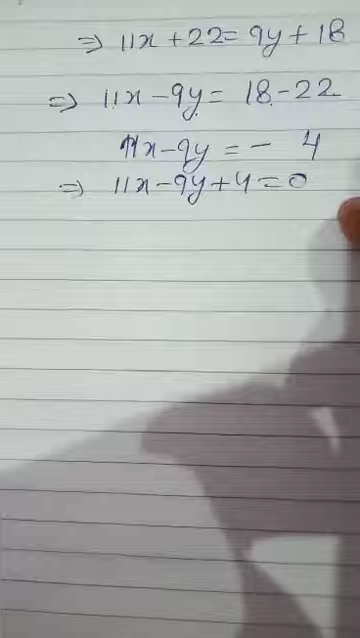 ⇒ 11x + 22 = 9y + 18
⇒ 11x - 9y = 18 - 22
11x - 9y = - 4
⇒ 11x - 9y + 4 = 0